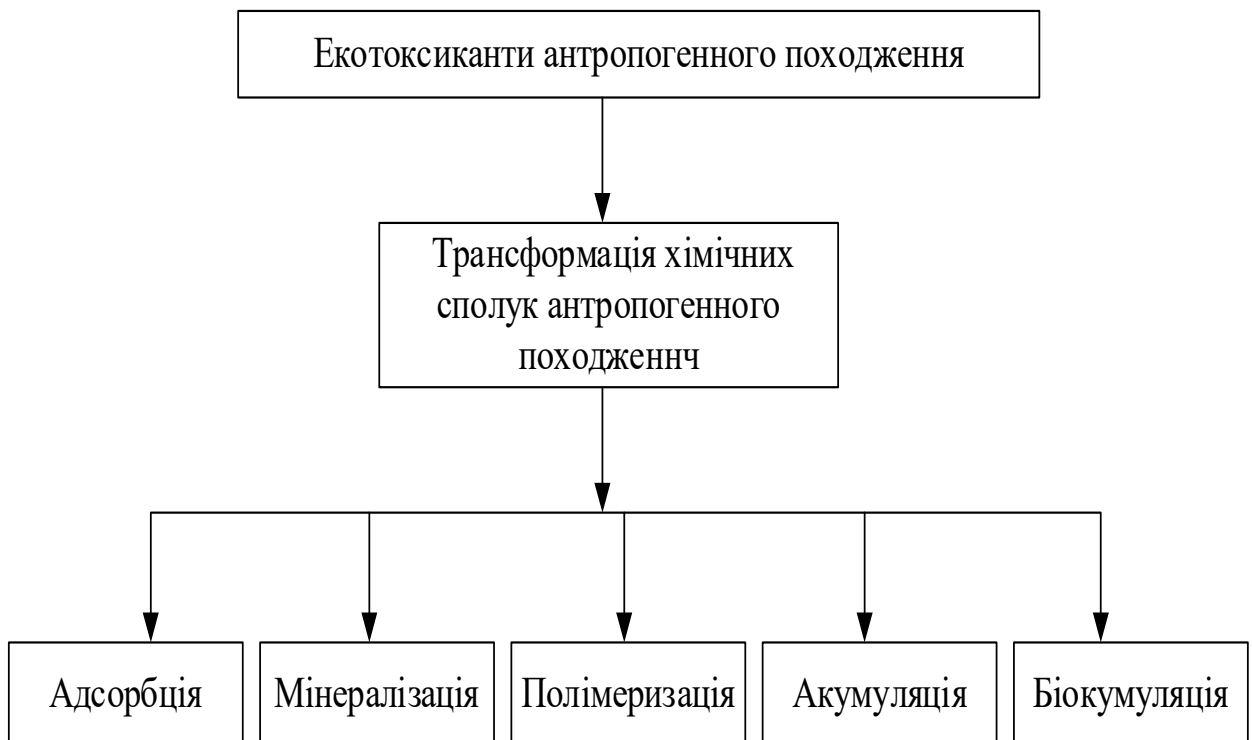 Екотоксиканти антропогенного походження
Трансформація хімічних
сполук антропогенного
походженнч
Адсорбція
Мінералізація
Полімеризація
Акумуляція
Біокумуляція